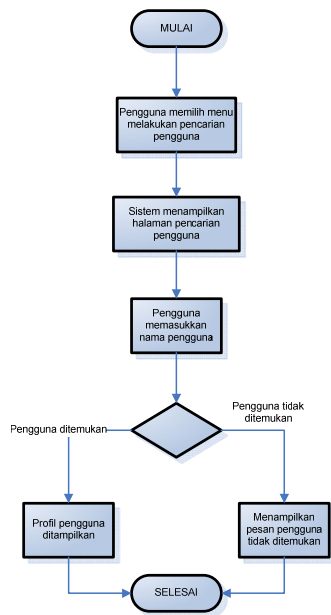 MULAI
Pengguna memilih menu
melakukan pencarian
pengguna
Sistem menampilkan
halaman pencarian
pengguna
Pengguna
memasukkan
nama pengguna
Pengguna ditemukan
Pengguna tidak
ditemukan
Profil pengguna
ditampilkan
Menampilkan
pesan pengguna
tidak ditemukan
SELESAI